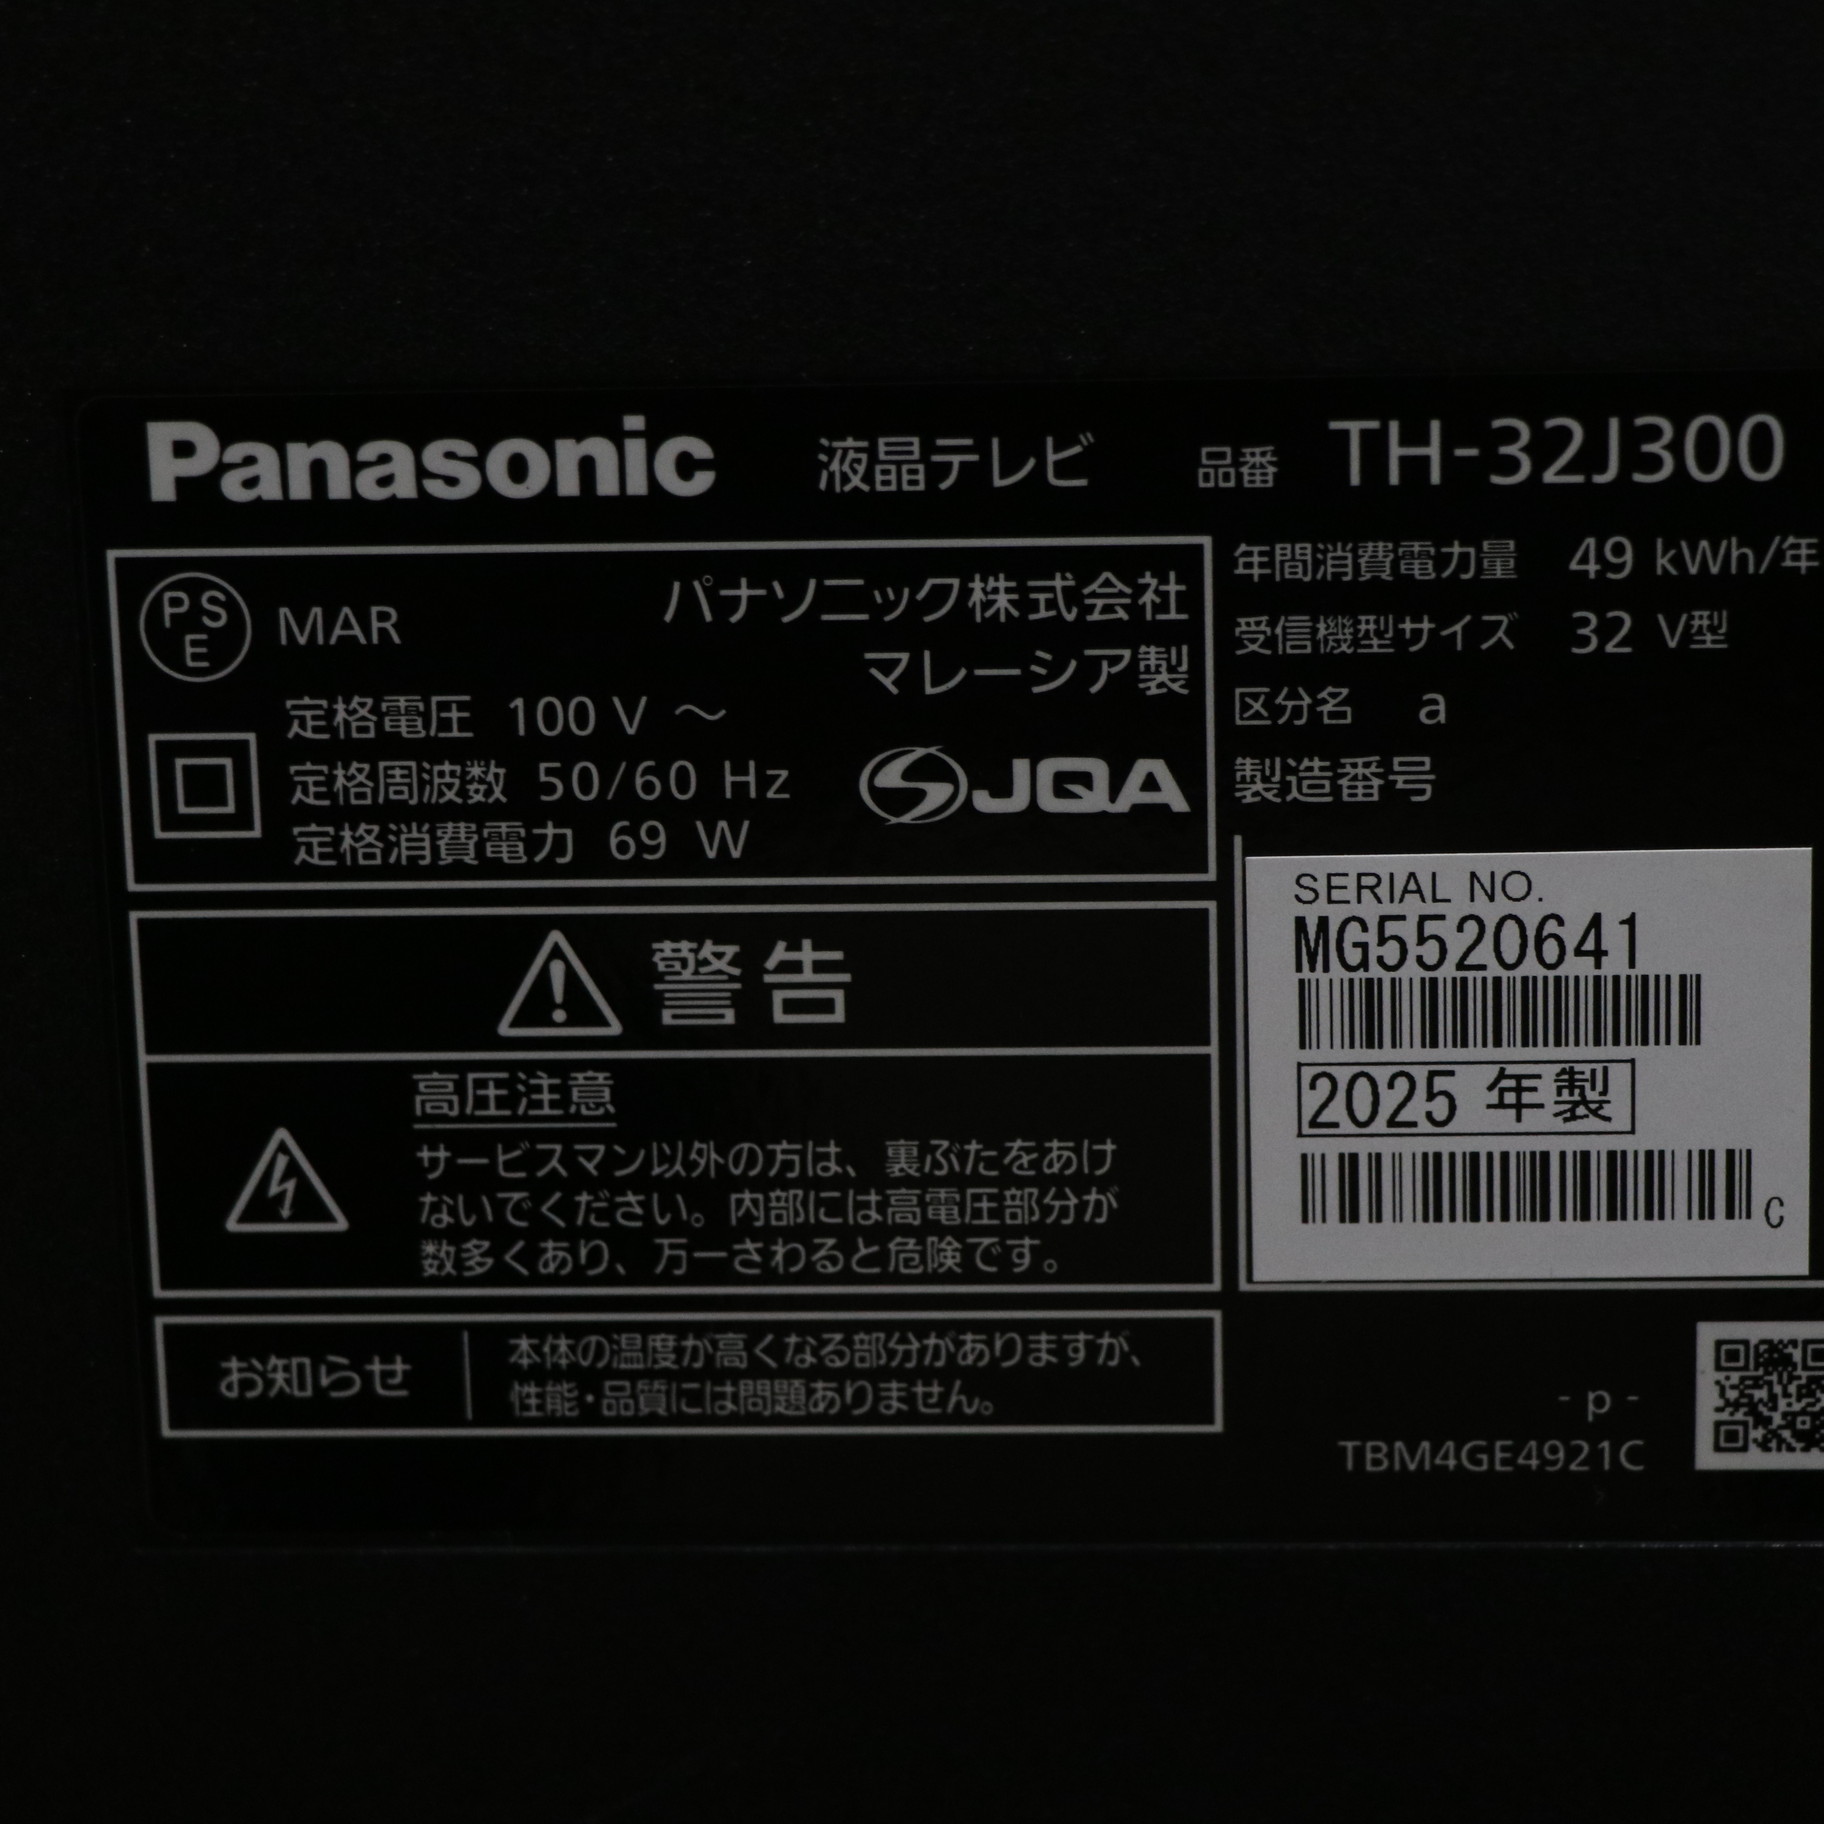 Panasonic 液晶テレビ 品番 TH-32J300
PS
E
MAR
パナソニック株式会社
マレーシア製
定格電圧 100 V ～
定格周波数 50/60 Hz
定格消費電力 69 W
JQA
年間消費電力量 49 kWh/年
受信機型サイズ 32 V型
区分名 a
製造番号
SERIAL NO.
MG5520641
2025 年製
C
警告
高圧注意
サービスマン以外の方は、裏ぶたをあけ
ないでください。内部には高電圧部分が
数多くあり、万一さわると危険です。
お知らせ
本体の温度が高くなる部分がありますが、
性能・品質には問題ありません。
- p -
TBM4GE4921C